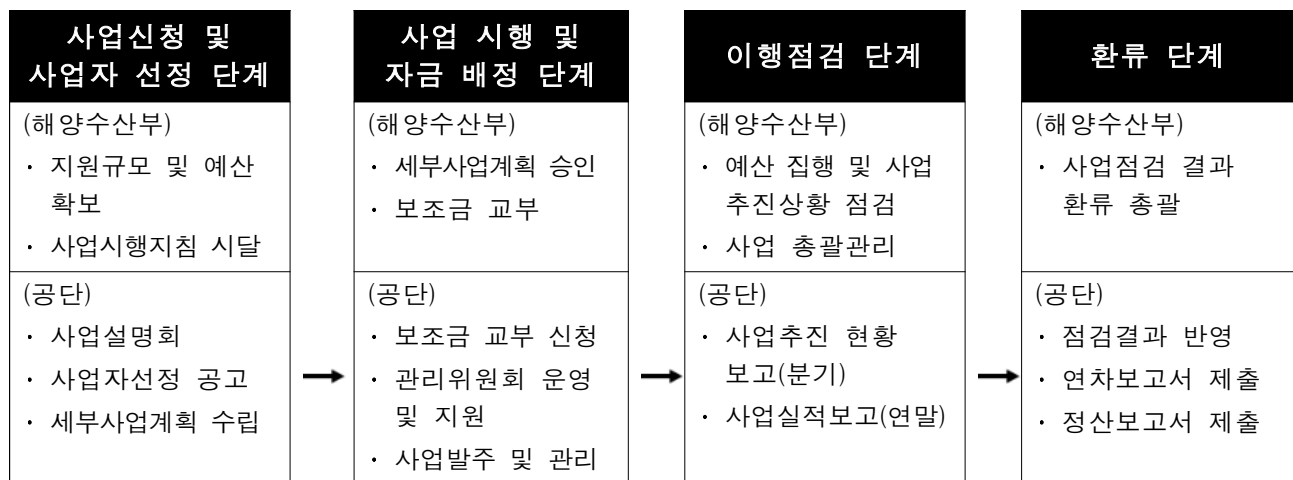 사업신청 및
사업자 선정 단계
(해양수산부)
· 지원규모 및 예산
확보
· 사업시행지침 시달
(공단)
· 사업설명회
· 사업자선정 공고
· 세부사업계획 수립
→
사업 시행 및
자금 배정 단계
(해양수산부)
· 세부사업계획 승인
· 보조금 교부
(공단)
· 보조금 교부 신청
· 관리위원회 운영
및 지원
· 사업발주 및 관리
→
이행점검 단계
(해양수산부)
· 예산 집행 및 사업
추진상황 점검
· 사업 총괄관리
(공단)
· 사업추진 현황
보고(분기)
· 사업실적보고(연말)
→
환류 단계
(해양수산부)
· 사업점검 결과
환류 총괄
(공단)
· 점검결과 반영
· 연차보고서 제출
· 정산보고서 제출